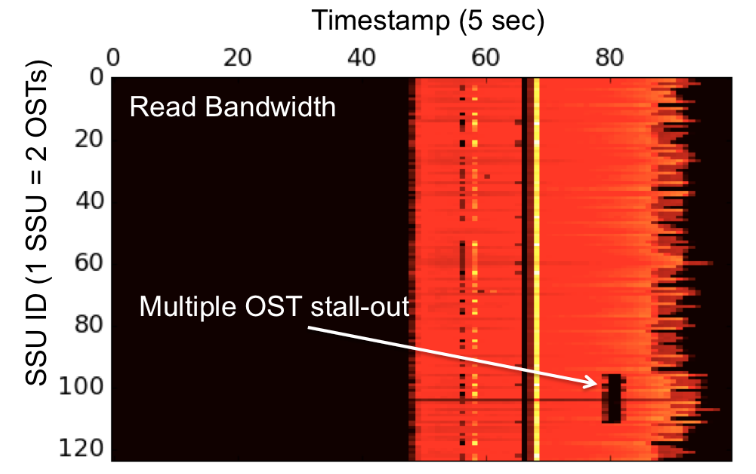 Timestamp (5 sec)
0 20 40 60 80
SSU ID (1 SSU = 2 OSTs)
0
20
40
60
80
100
120
Read Bandwidth
Multiple OST stall-out